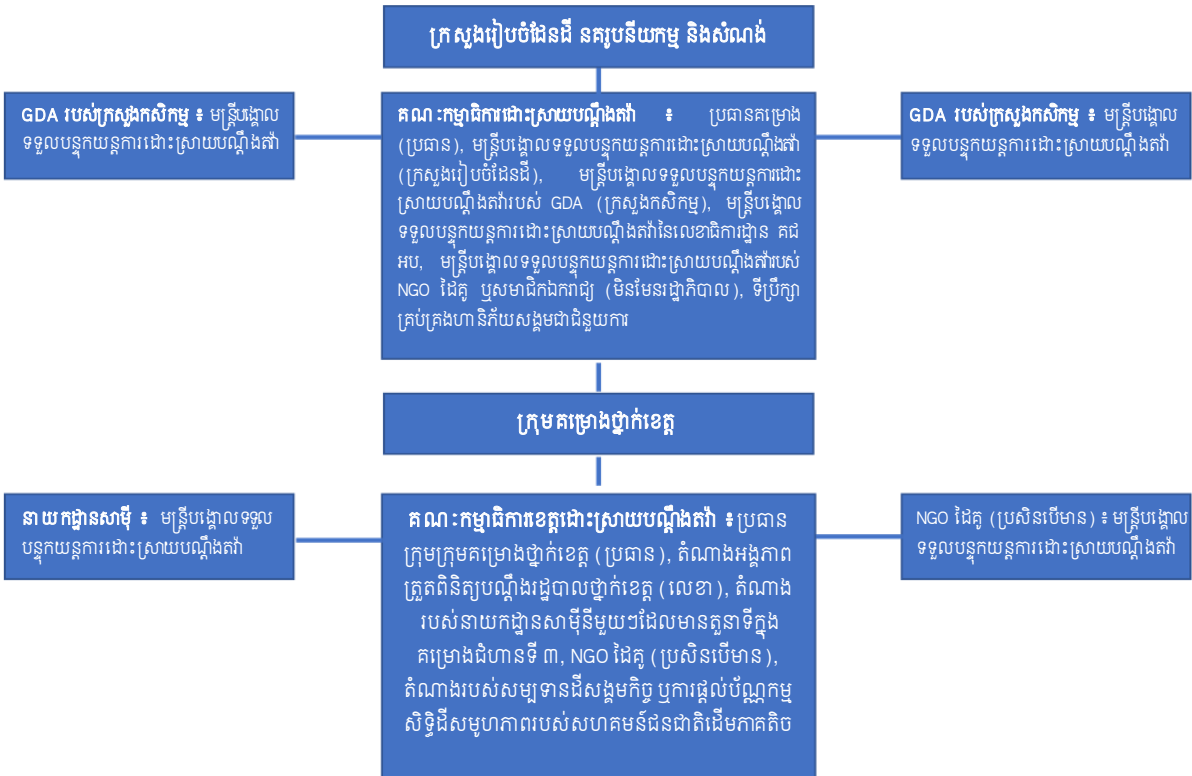 ក្រសួងរៀបចំដែនដី នគរូបនីយកម្ម និងសំណង់
GDA របស់ក្រសួងកសិកម្ម ៖ មន្ត្រីបង្គោល
ទទួលបន្ទុកយន្តការដោះស្រាយបណ្តឹងតវ៉ា
គណៈកម្មាធិការដោះស្រាយបណ្តឹងតវ៉ា ៖ ប្រធានគម្រោង
(ប្រធាន), មន្ត្រីបង្គោលទទួលបន្ទុកយន្តការដោះស្រាយបណ្តឹងតវ៉ា
(ក្រសួងរៀបចំដែនដី), មន្ត្រីបង្គោលទទួលបន្ទុកយន្តការដោះ
ស្រាយបណ្តឹងតវ៉ារបស់ GDA (ក្រសួងកសិកម្ម), មន្ត្រីបង្គោល
ទទួលបន្ទុកយន្តការដោះស្រាយបណ្តឹងតវ៉ានៃលេខាធិការដ្ឋាន គជ
អប, មន្ត្រីបង្គោលទទួលបន្ទុកយន្តការដោះស្រាយបណ្តឹងតវ៉ារបស់
NGO ដៃគូ ឬសមាជិកឯករាជ្យ (មិនមែនរដ្ឋាភិបាល), ទីប្រឹក្សា
គ្រប់គ្រងហានិភ័យសង្គមជាជំនួយការ
GDA របស់ក្រសួងកសិកម្ម ៖ មន្ត្រីបង្គោល
ទទួលបន្ទុកយន្តការដោះស្រាយបណ្តឹងតវ៉ា
ក្រុមគម្រោងថ្នាក់ខេត្ត
នាយកដ្ឋានសាម៉ី ៖ មន្ត្រីបង្គោលទទួល
បន្ទុកយន្តការដោះស្រាយបណ្តឹងតវ៉ា
គណៈកម្មាធិការខេត្តដោះស្រាយបណ្តឹងតវ៉ា ៖ ប្រធាន
ក្រុមក្រុមគម្រោងថ្នាក់ខេត្ត (ប្រធាន), តំណាងអង្គភាព
ត្រួតពិនិត្យបណ្តឹងរដ្ឋបាលថ្នាក់ខេត្ត (លេខា), តំណាង
របស់នាយកដ្ឋានសាម៉ីនីមួយៗដែលមានតួនាទីក្នុង
គម្រោងជំហានទី ៣, NGO ដៃគូ (ប្រសិនបើមាន),
តំណាងរបស់សម្បទានដីសង្គមកិច្ច ឬការផ្តល់ប័ណ្ណកម្ម
សិទ្ធិដីសមូហភាពរបស់សហគមន៍ជនជាតិដើមភាគតិច
NGO ដៃគូ (ប្រសិនបើមាន) ៖ មន្ត្រីបង្គោល
ទទួលបន្ទុកយន្តការដោះស្រាយបណ្តឹងតវ៉ា